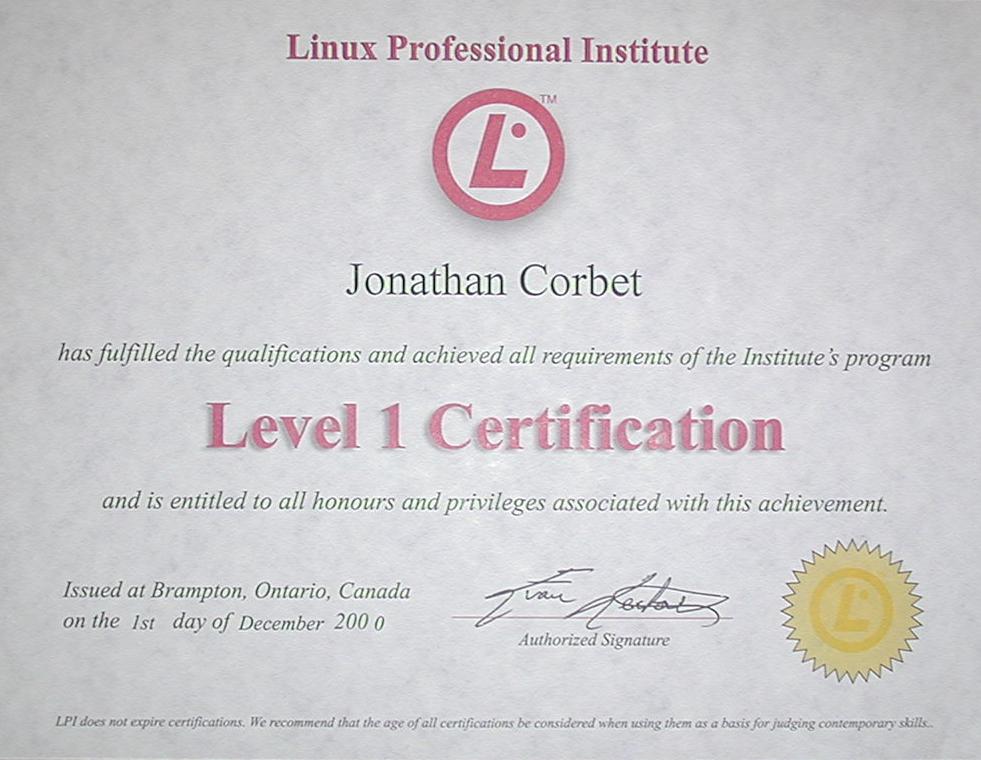 Linux Professional Institute
L
TM
Jonathan Corbet
has fulfilled the qualifications and achieved all requirements of the Institute's program
Level 1 Certification
and is entitled to all honours and privileges associated with this achievement.
Issued at Brampton, Ontario, Canada
on the 1st day of December 2000
Authorized Signature
L
LPI does not expire certifications. We recommend that the age of all certifications be considered when using them as a basis for judging contemporary skills..